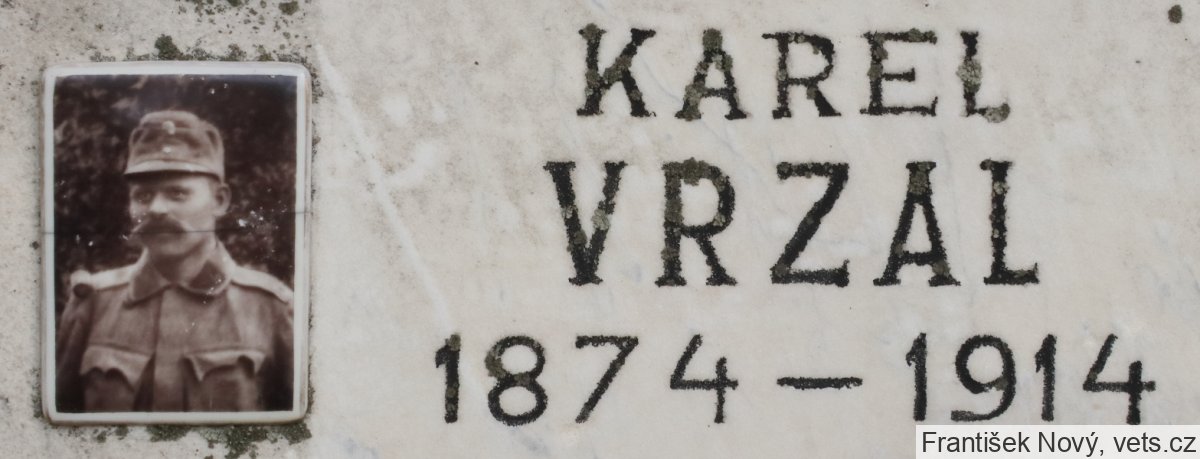 KAREL
VRZAL
1874 – 1914
František Nový, vets.cz